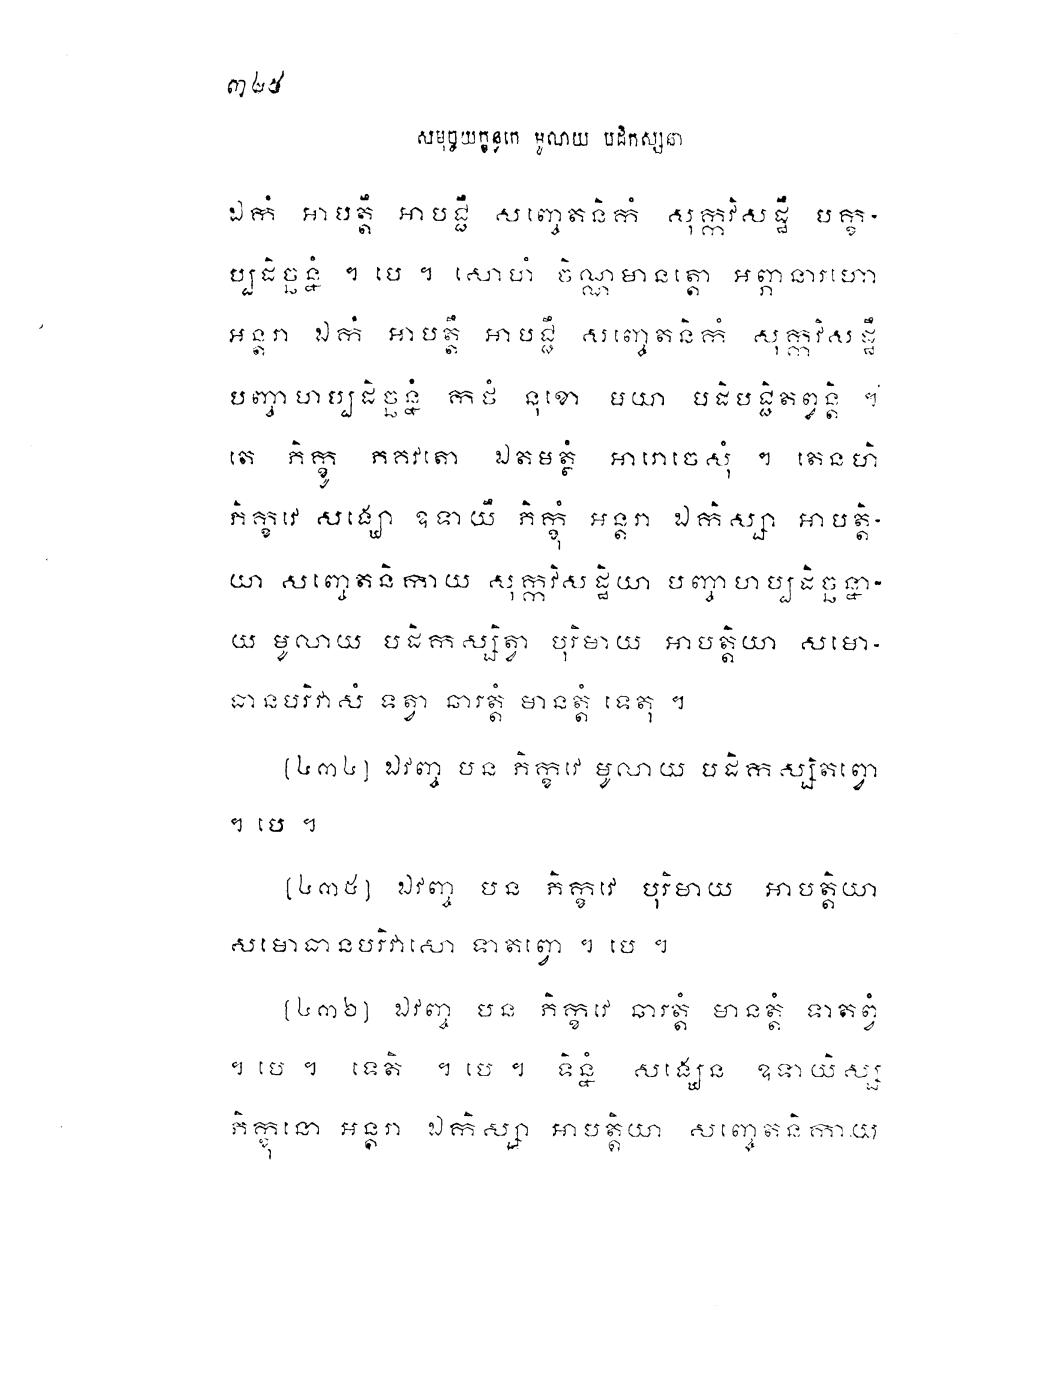 ៣៤៥
សមុច្ចយក្ខន្ធកេ មូលាយ បដិកស្សនា
ឯកំ អាបត្តឹ អាបជ្ជឹ សញ្ចេតនិកំ សុក្កវិសដ្ឋឹ បក្ខ-
ប្បដិច្ឆន្នំ ។ បេ ។ សោហំ ចិណ្ណមានត្តោ អញ្ភានារហោ
អន្តរា ឯកំ អាបត្តឹ អាបជ្ជឹ សញ្ចេតនិកំ សុក្កវិសដ្ឋឹ
បញ្ចាហប្បដិច្ឆន្នំ កថំ នុខោ មយា បដិបជ្ជិតព្វន្តិ ។
តេ ភិក្ខូ ភគវតោ ឯតមត្ថំ អារោចេសុំ ។ តេនហិ
ភិក្ខវេ សង្ឃោ ឧទាយឹ ភិក្ខុំ អន្តរា ឯកិស្សា អាបត្តិ-
យា សញ្ចេតនិកាយ សុក្កវិសដ្ឋិយា បញ្ចាហប្បដិច្ឆន្នា-
យ មូលាយ បដិកស្សិត្វា បុរិមាយ អាបត្តិយា សមោ-
ធានបរិវាសំ ទត្វា ឆារត្តំ មានត្តំ ទេតុ ។
(៤៣៤) ឯវញ្ច បន ភិក្ខវេ មូលាយ បដិកស្សិតព្វោ
។ បេ ។
(៤៣៥) ឯវញ្ច បន ភិក្ខវេ បុរិមាយ អាបត្តិយា
សមោធានបរិវាសោ ទាតព្វោ ។ បេ ។
(៤៣៦) ឯវញ្ច បន ភិក្ខវេ ឆារត្តំ មានត្តំ ទាតព្វំ
។ បេ ។ ទេតិ ។ បេ ។ ទិន្នំ សង្ឃេន ឧទាយិស្ស
ភិក្ខុនោ អន្តរា ឯកិស្សា អាបត្តិយា សញ្ចេតនិកាយ